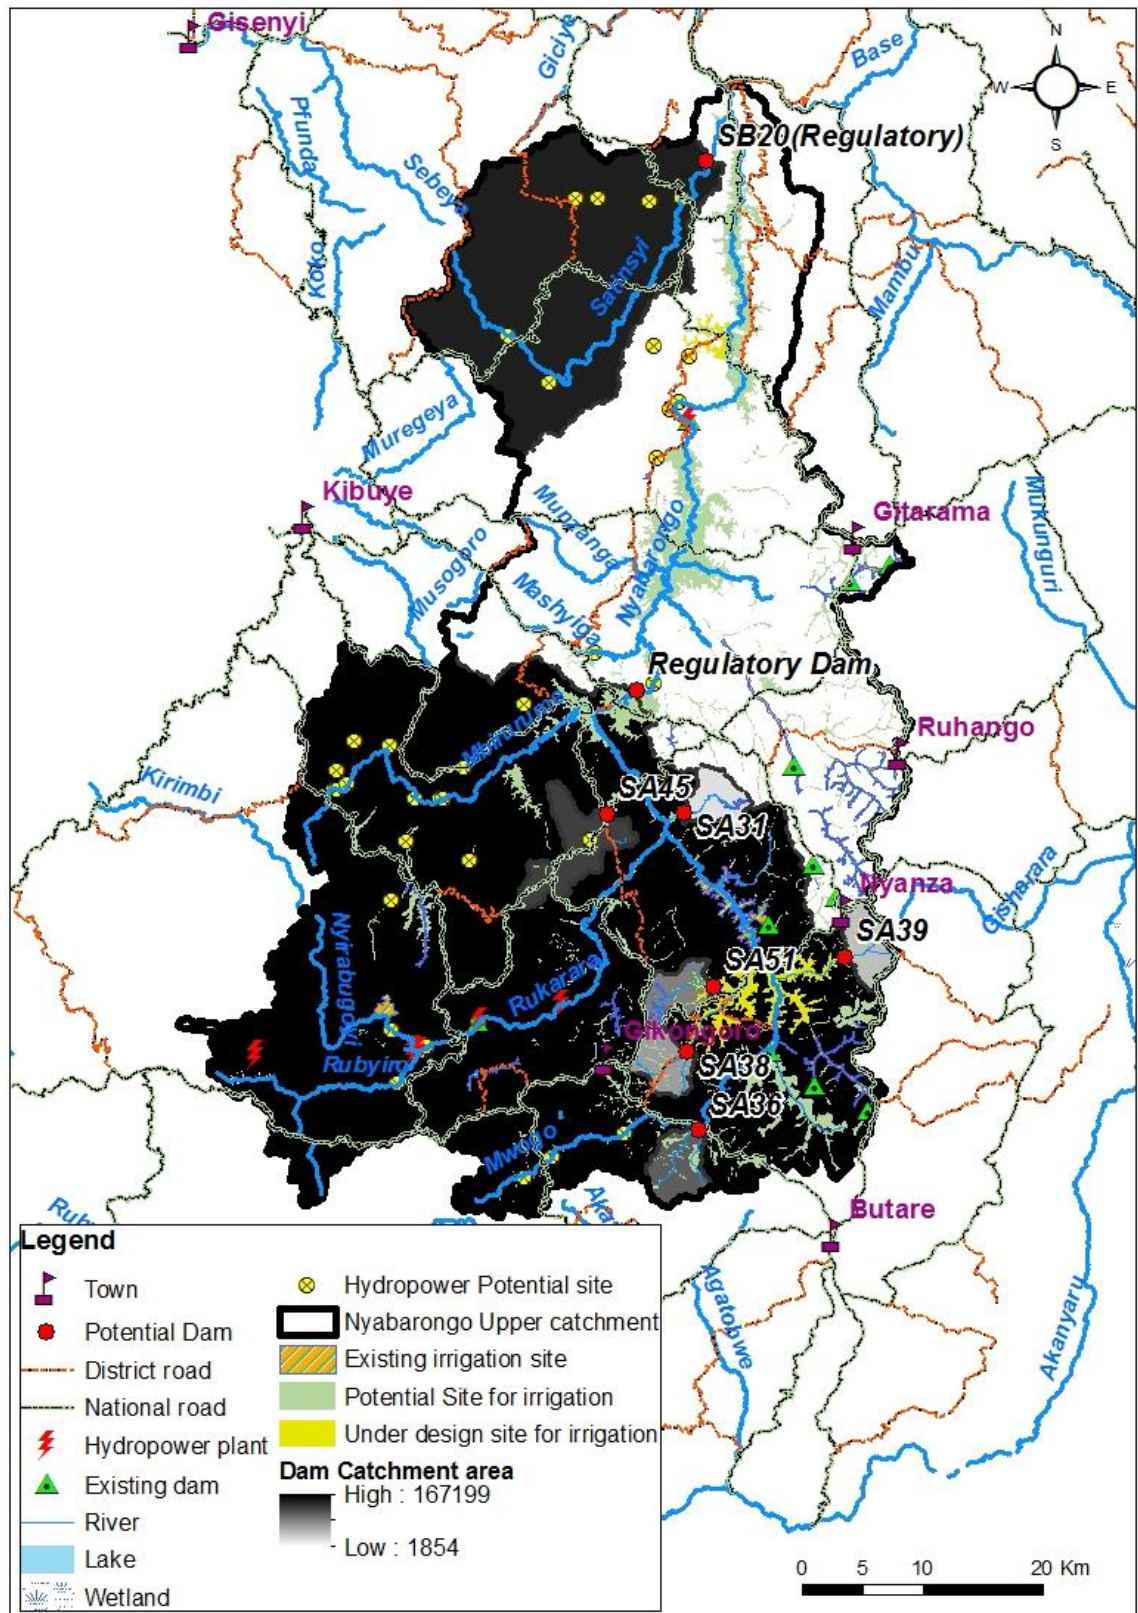 Gisenyi
Giciye
Base
N
W
E
S
Pfunda
SB20(Regulatory)
Sebeya
Koko
Satinsyi
Mambu
Muregeya
Kibuye
Munzanga
Nyabarongo
Gitarama
Mukunguri
Musogoro
Mashyiga
Regulatory Dam
Mbirurume
Ruhango
Kirimbi
SA45
SA31
Nyanza
Gisharara
SA39
Nyirabugoyi
Rukarara
SA51
Gikongoro
Rubyiro
SA38
SA36
Mwogo
Butare
Agatobwe
Akanyaru
Legend
Town
Potential Dam
District road
National road
Hydropower plant
Existing dam
River
Lake
Wetland
Hydropower Potential site
Nyabarongo Upper catchment
Existing irrigation site
Potential Site for irrigation
Under design site for irrigation
Dam Catchment area
High : 167199
Low : 1854
0 5 10 20 Km